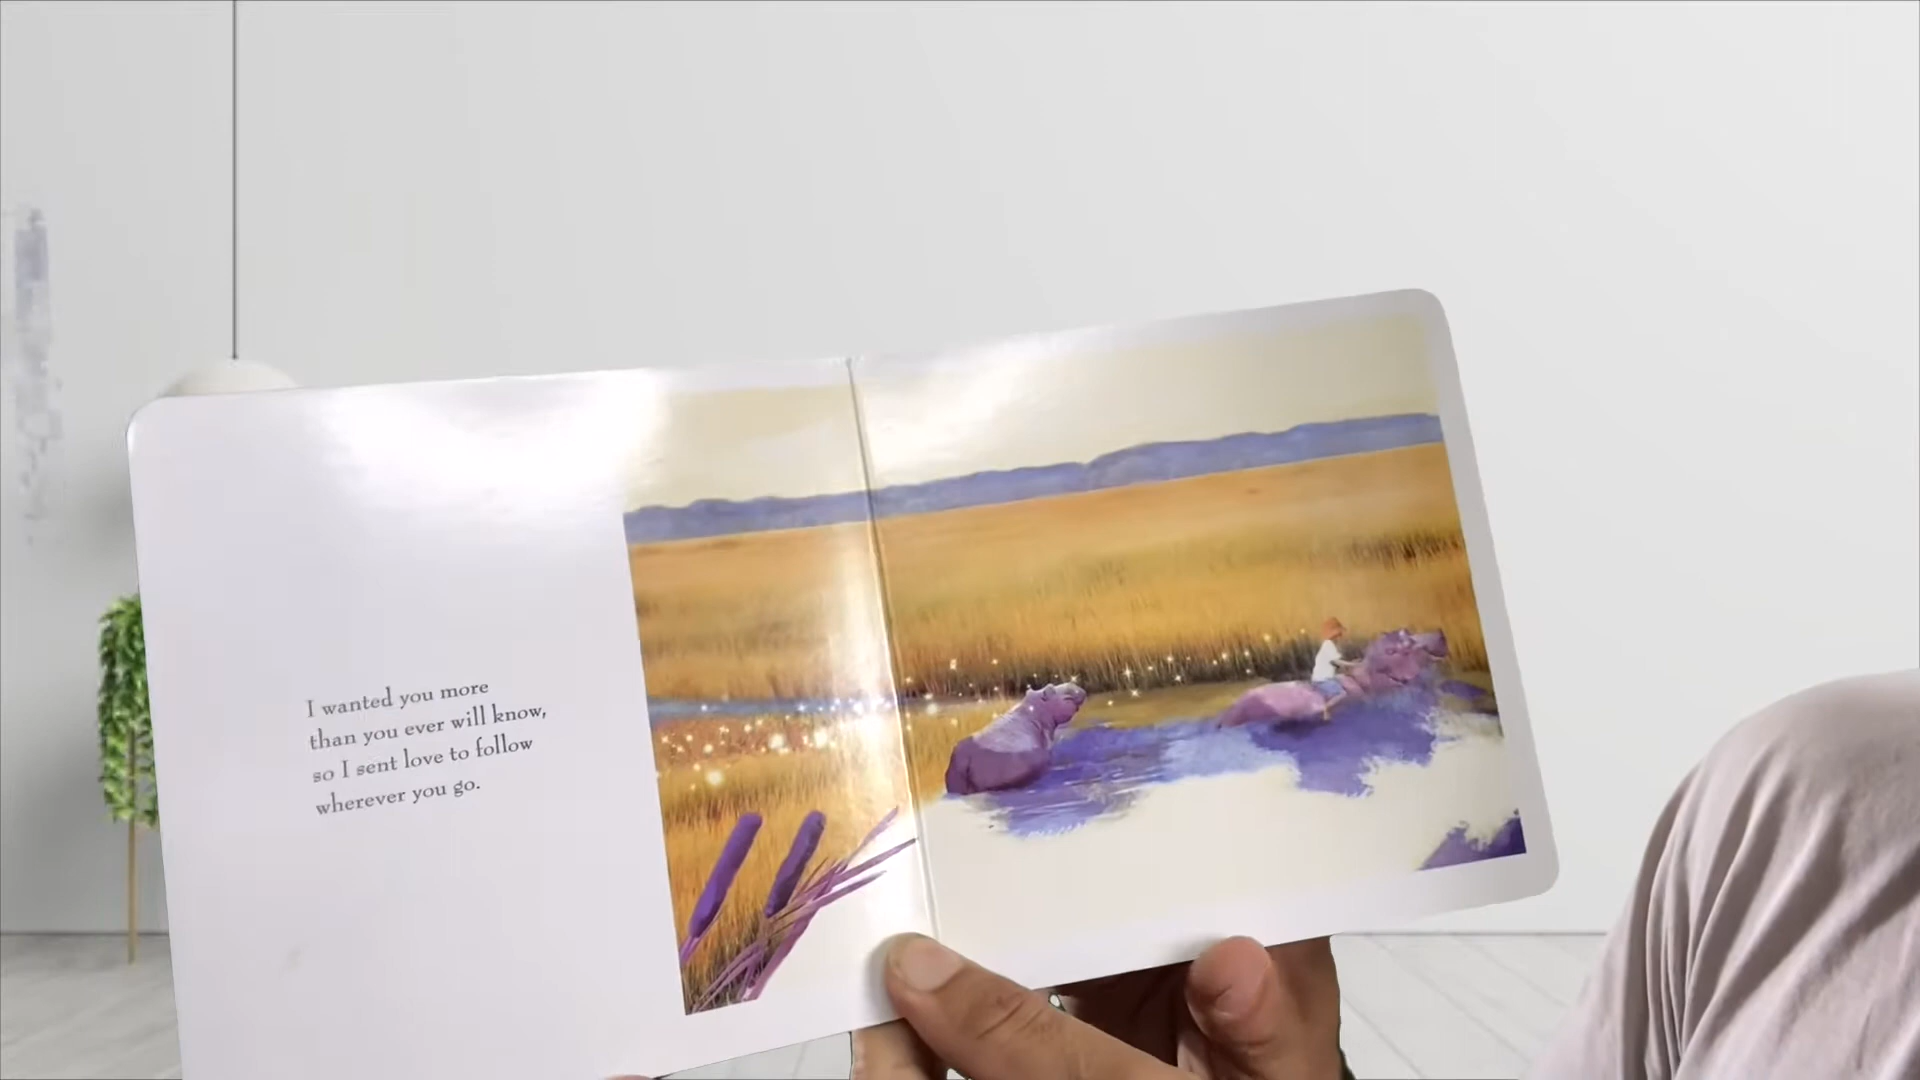 I wanted you more
than you ever will know,
so I sent love to follow
wherever you go.